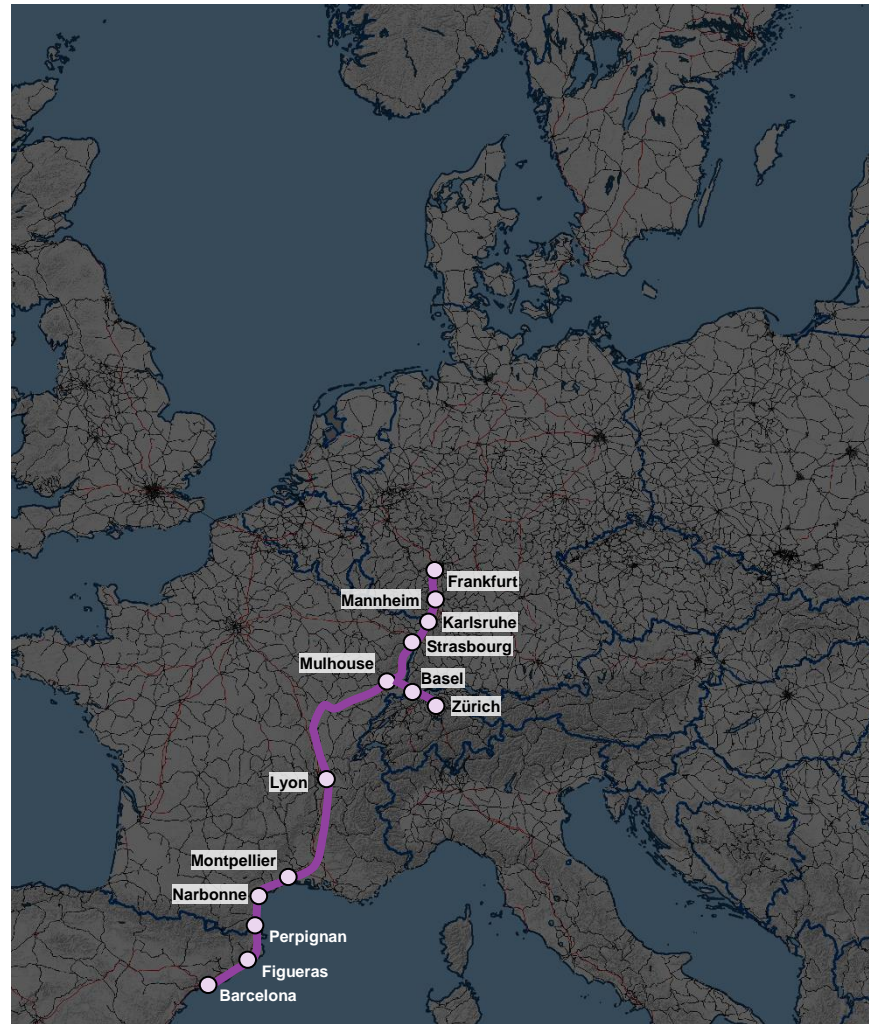 Frankfurt
Mannheim
Karlsruhe
Strasbourg
Mulhouse
Basel
Zürich
Lyon
Montpellier
Narbonne
Perpignan
Figueras
Barcelona